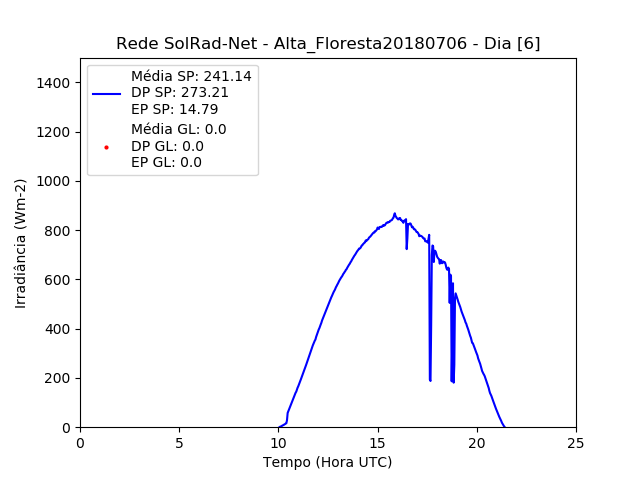 Rede SolRad-Net - Alta_Floresta20180706 - Dia [6]
Média SP: 241.14
DP SP: 273.21
EP SP: 14.79
Média GL: 0.0
DP GL: 0.0
EP GL: 0.0
1400
1200
1000
800
600
400
200
0
Irradiância (Wm-2)
0 5 10 15 20 25
Tempo (Hora UTC)